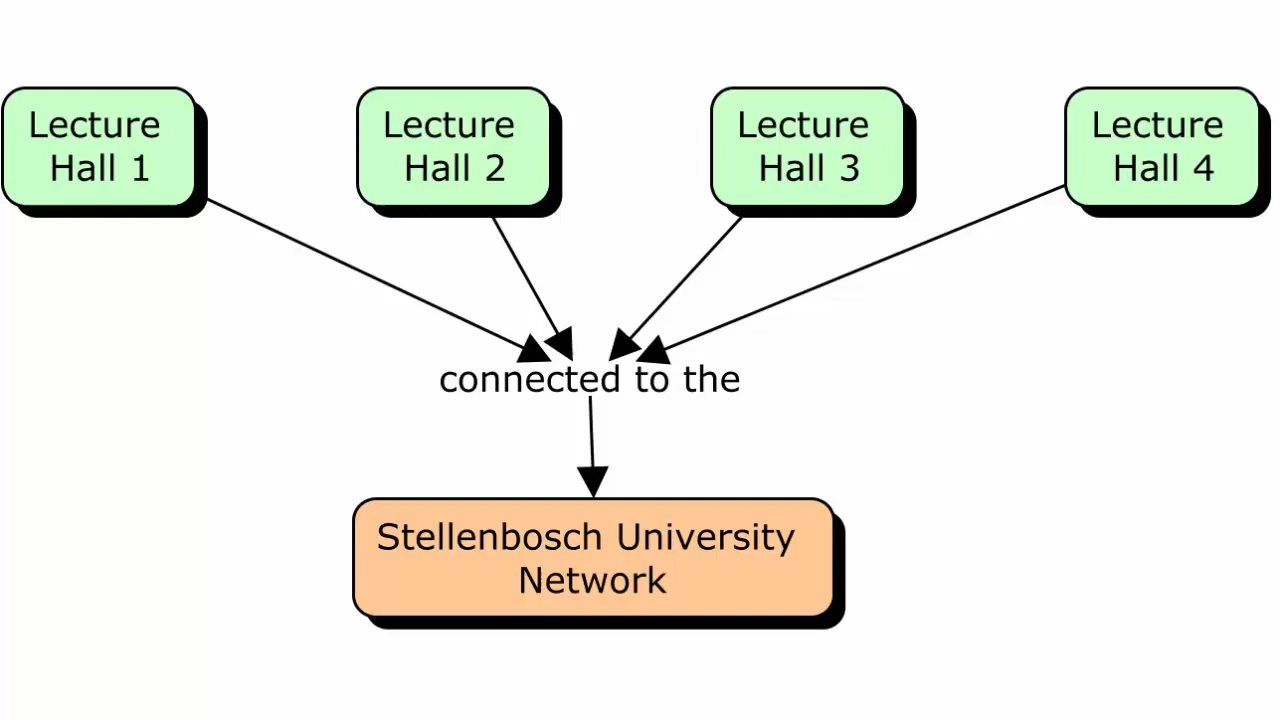 Lecture
Hall 1
Lecture
Hall 2
Lecture
Hall 3
Lecture
Hall 4
connected to the
Stellenbosch University
Network